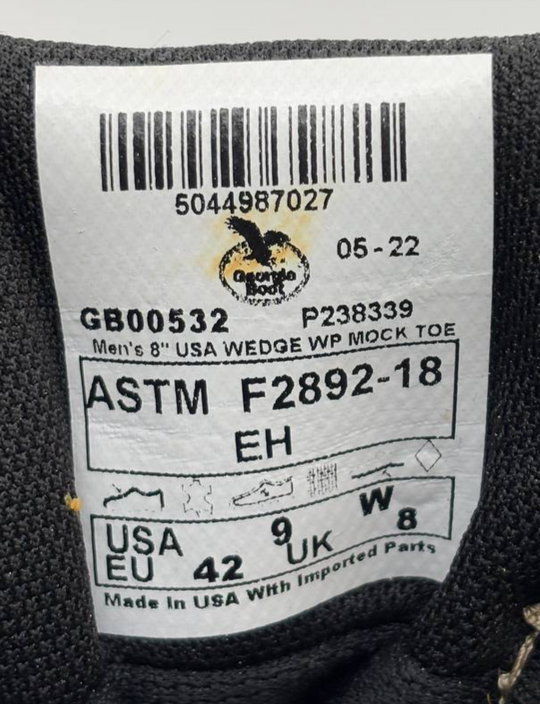 5044987027
Georgia
Boot
05-22
GB00532 P238339
Men's 8" USA WEDGE WP MOCK TOE
ASTM F2892-18
EH
USA 9 W
EU 42 UK 8
Made In USA With Imported Parts